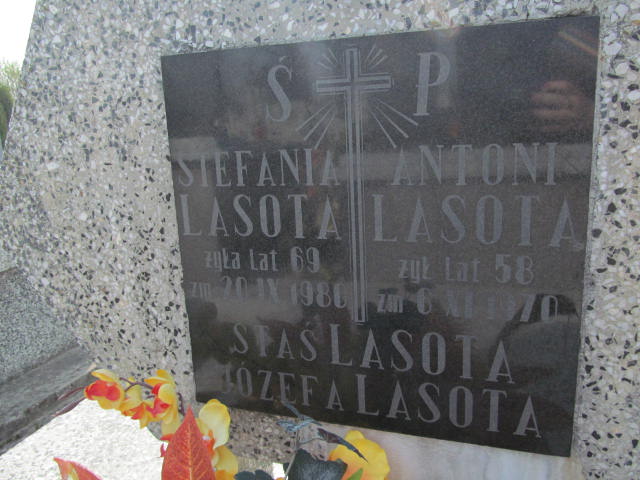 Ś P
STEFANIA ANTONI
LASOTA LASOTA
żyła lat 69 żył lat 58
zm 20 IX 1980 zm 6 XI 1970
STAŚ LASOTA
JÓZEFA LASOTA